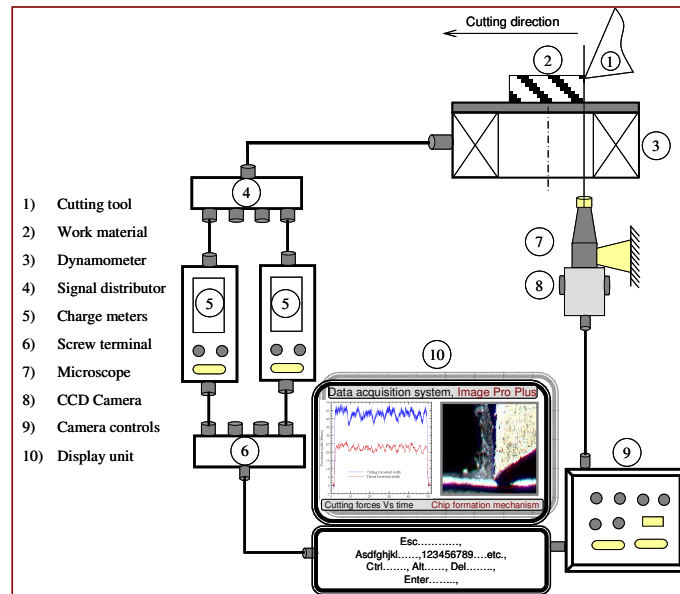 Cutting direction
1
2
3
4
1) Cutting tool
2) Work material
3) Dynamometer
4) Signal distributor
5) Charge meters
6) Screw terminal
7) Microscope
8) CCD Camera
9) Camera controls
10) Display unit
5
5
6
7
8
10
9
Data acquisition system, Image Pro Plus
Cutting forces Vs time
Chip formation mechanism
Esc…………,
Asdfghjkl……,123456789….etc.,
Ctrl……., Alt……, Del……..,
Enter……..,